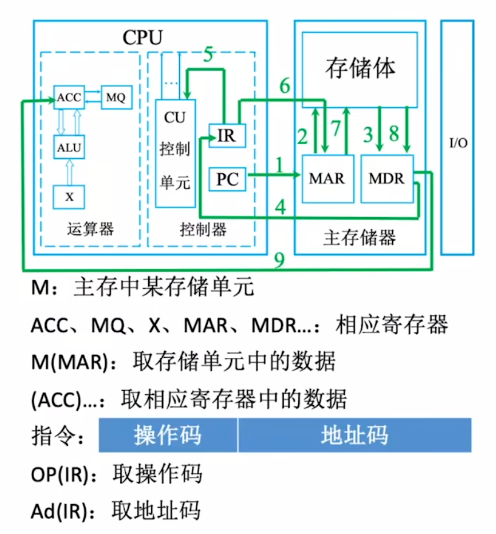 CPU
5
6
存储体
ACC
MQ
CU
控制
单元
IR
2
7
3
8
I/O
ALU
PC
1
MAR
MDR
X
4
运算器
控制器
主存储器
9
M：主存中某存储单元
ACC、MQ、X、MAR、MDR...：相应寄存器
M(MAR)：取存储单元中的数据
(ACC)...：取相应寄存器中的数据
指令： 操作码 地址码
OP(IR)：取操作码
Ad(IR)：取地址码